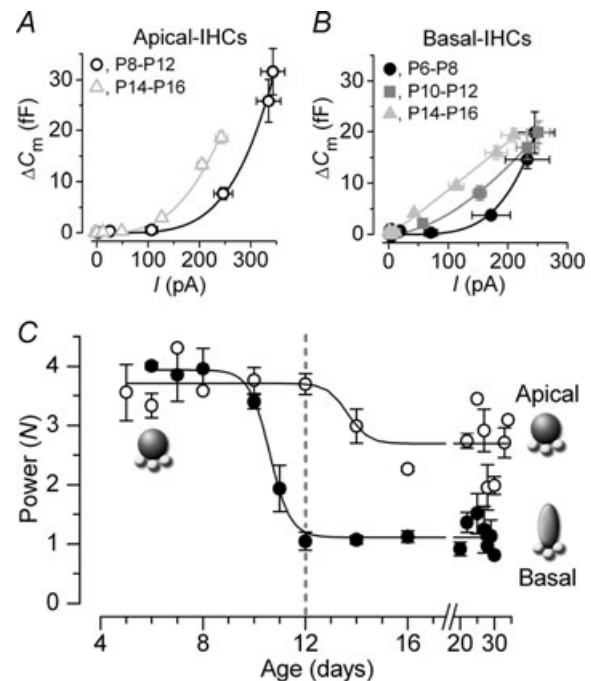 A Apical-IHCs
○, P8-P12
△, P14-P16
ΔCm (fF)
30
20
10
0
0 100 200 300
I (pA)
B Basal-IHCs
●, P6-P8
■, P10-P12
▲, P14-P16
ΔCm (fF)
30
20
10
0
0 100 200 300
I (pA)
C
Power (N)
4
3
2
1
0
Apical
Basal
4 8 12 16 20 30
Age (days)